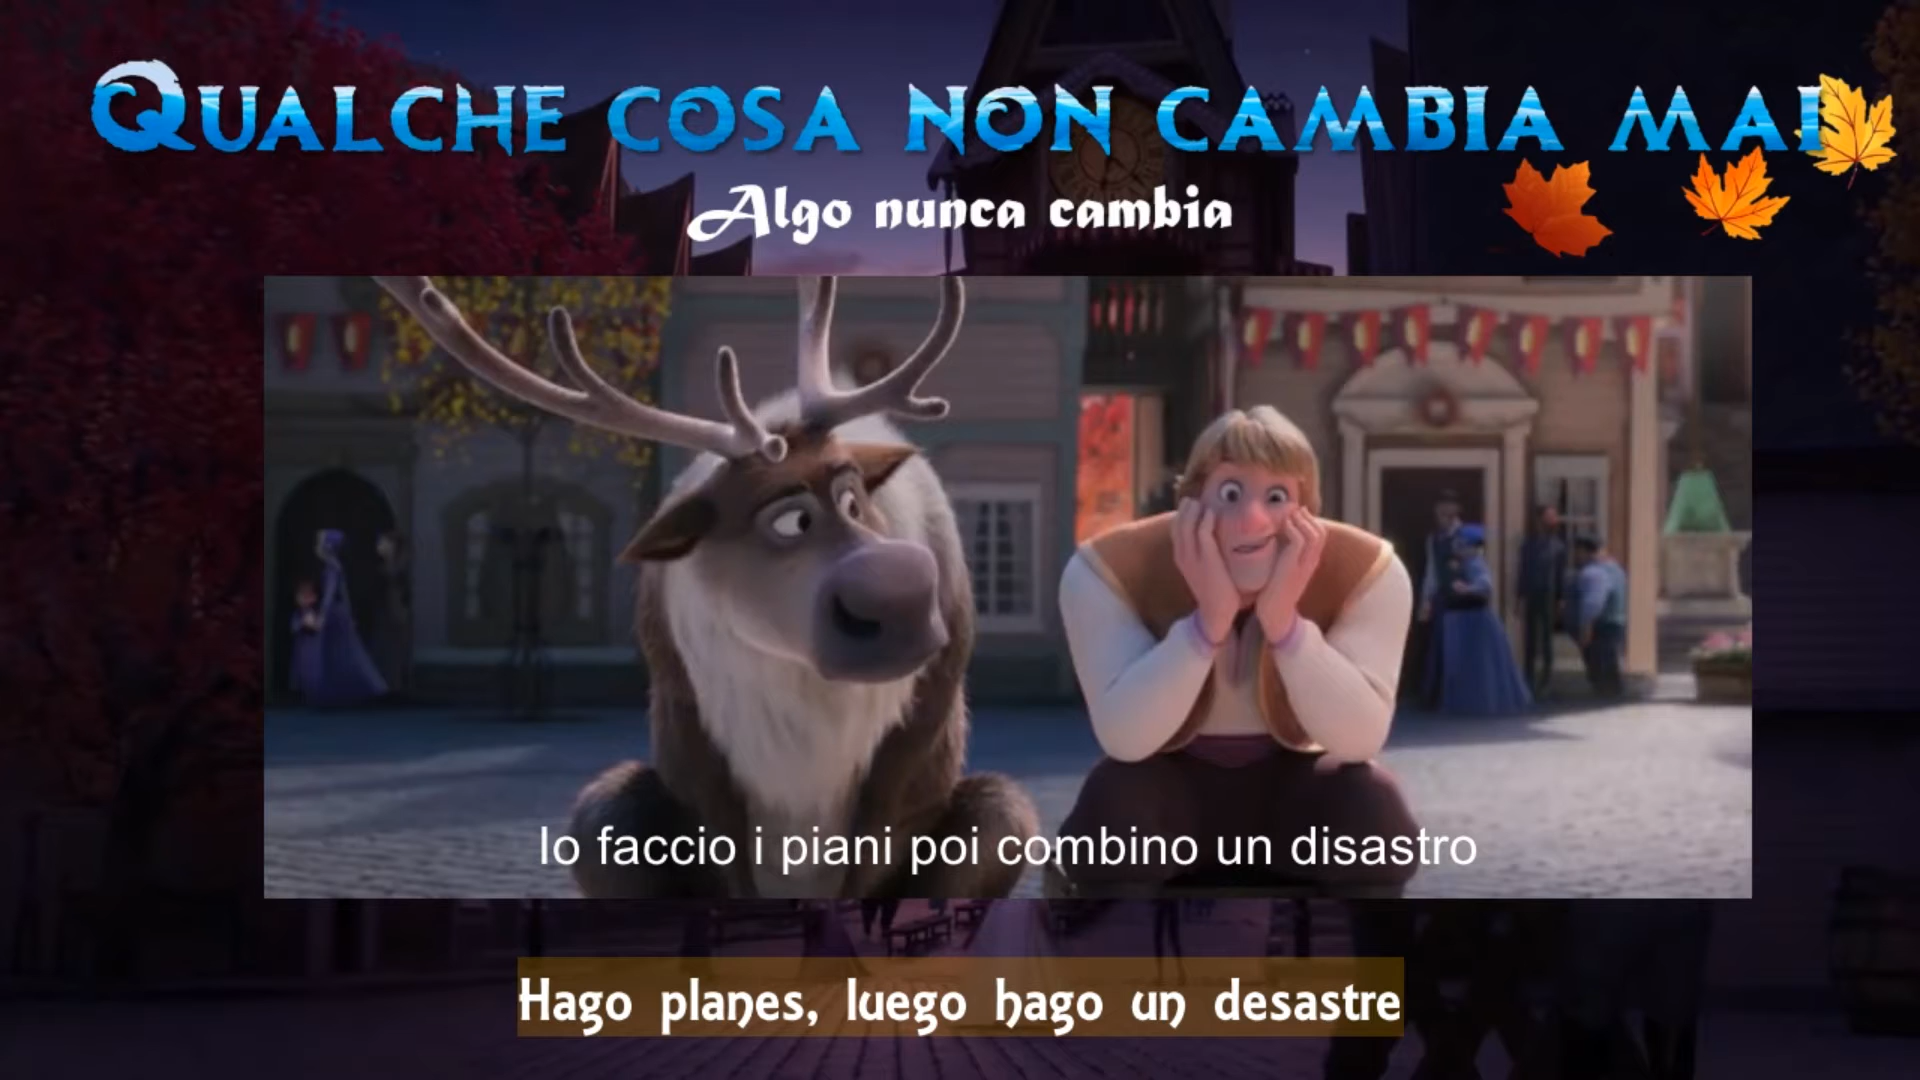 Qualche cosa non cambia mai
Algo nunca cambia
Io faccio i piani poi combino un disastro
Hago planes, luego hago un desastre